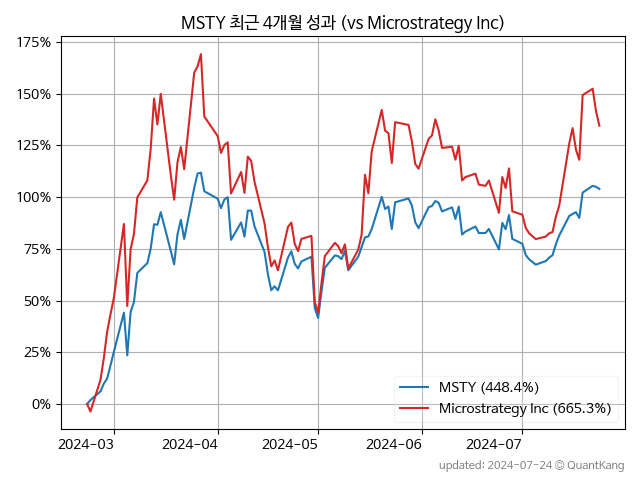 MSTY 최근 4개월 성과 (vs Microstrategy Inc)
175%
150%
125%
100%
75%
50%
25%
0%
2024-03 2024-04 2024-05 2024-06 2024-07
MSTY (448.4%)
Microstrategy Inc (665.3%)
updated: 2024-07-24 © QuantKang